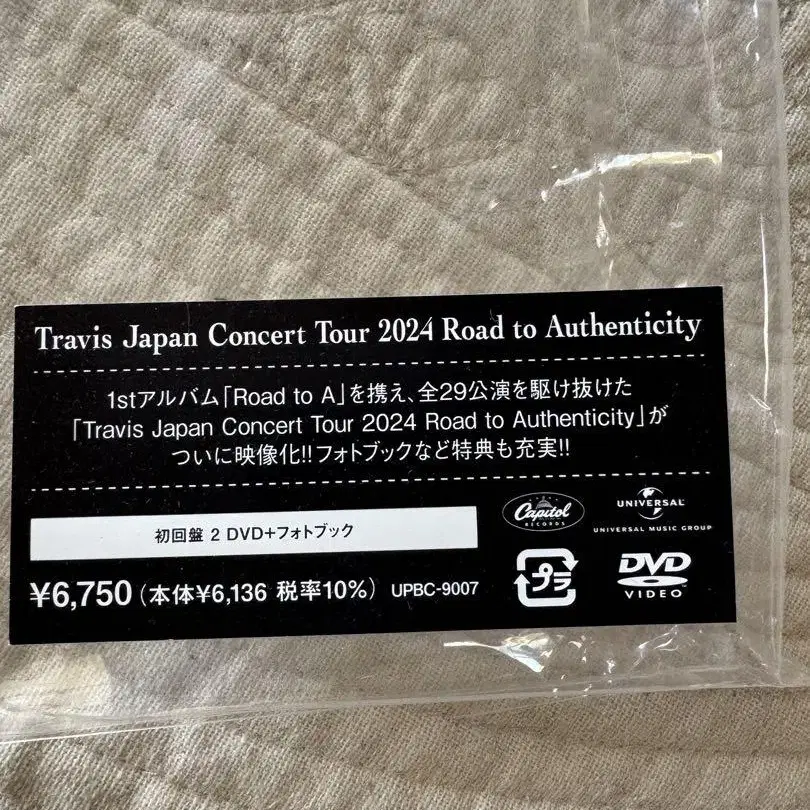 Travis Japan Concert Tour 2024 Road to Authenticity
1stアルバム「Road to A」を携え、全29公演を駆け抜けた
「Travis Japan Concert Tour 2024 Road to Authenticity」が
ついに映像化!!フォトブックなど特典も充実!!
初回盤 2 DVD+フォトブック
¥6,750(本体¥6,136 税率10%) UPBC-9007
Capitol
RECORDS
UNIVERSAL
UNIVERSAL MUSIC GROUP
プラ
DVD
VIDEO